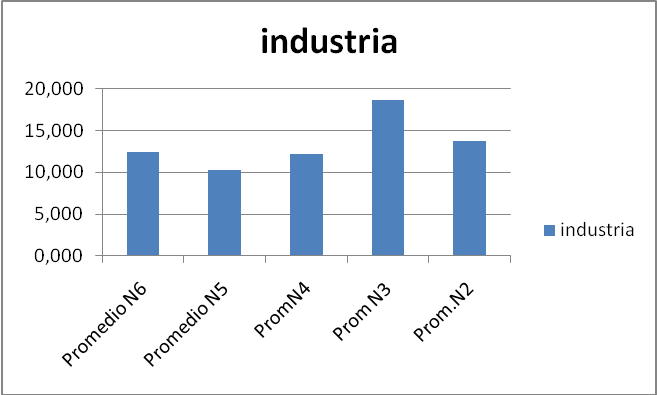 industria
20,000
15,000
10,000
5,000
0,000
Promedio N6
Promedio N5
PromN4
Prom N3
Prom.N2
industria